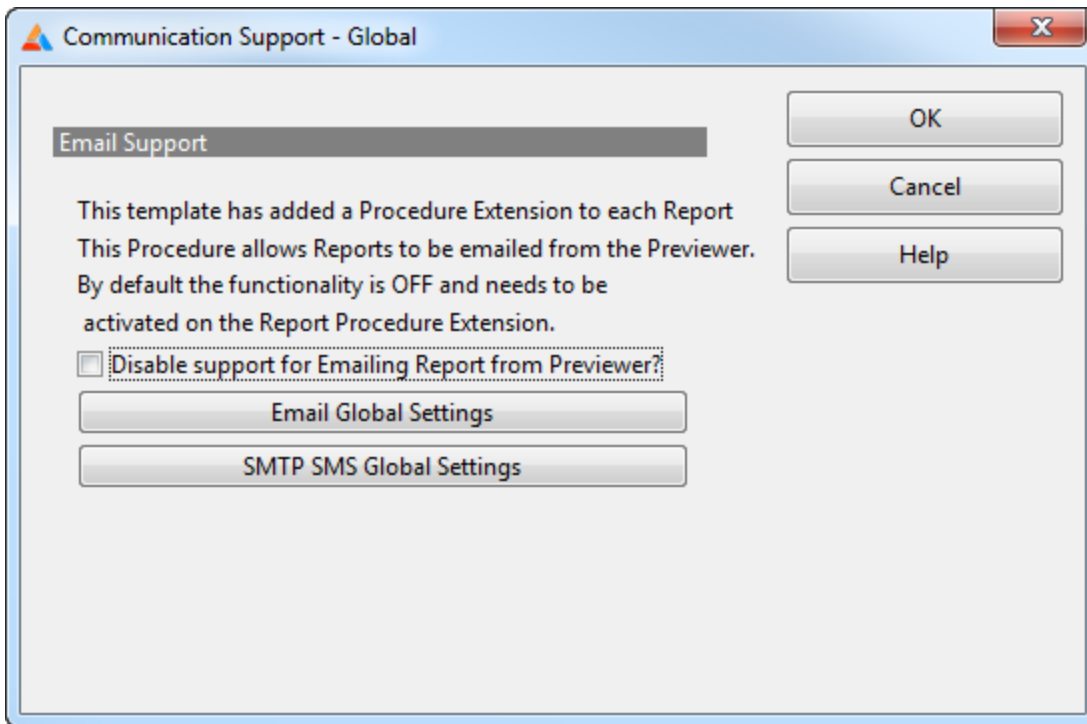 Communication Support - Global
Email Support
OK
Cancel
Help
This template has added a Procedure Extension to each Report
This Procedure allows Reports to be emailed from the Previewer.
By default the functionality is OFF and needs to be
activated on the Report Procedure Extension.
Disable support for Emailing Report from Previewer?
Email Global Settings
SMTP SMS Global Settings